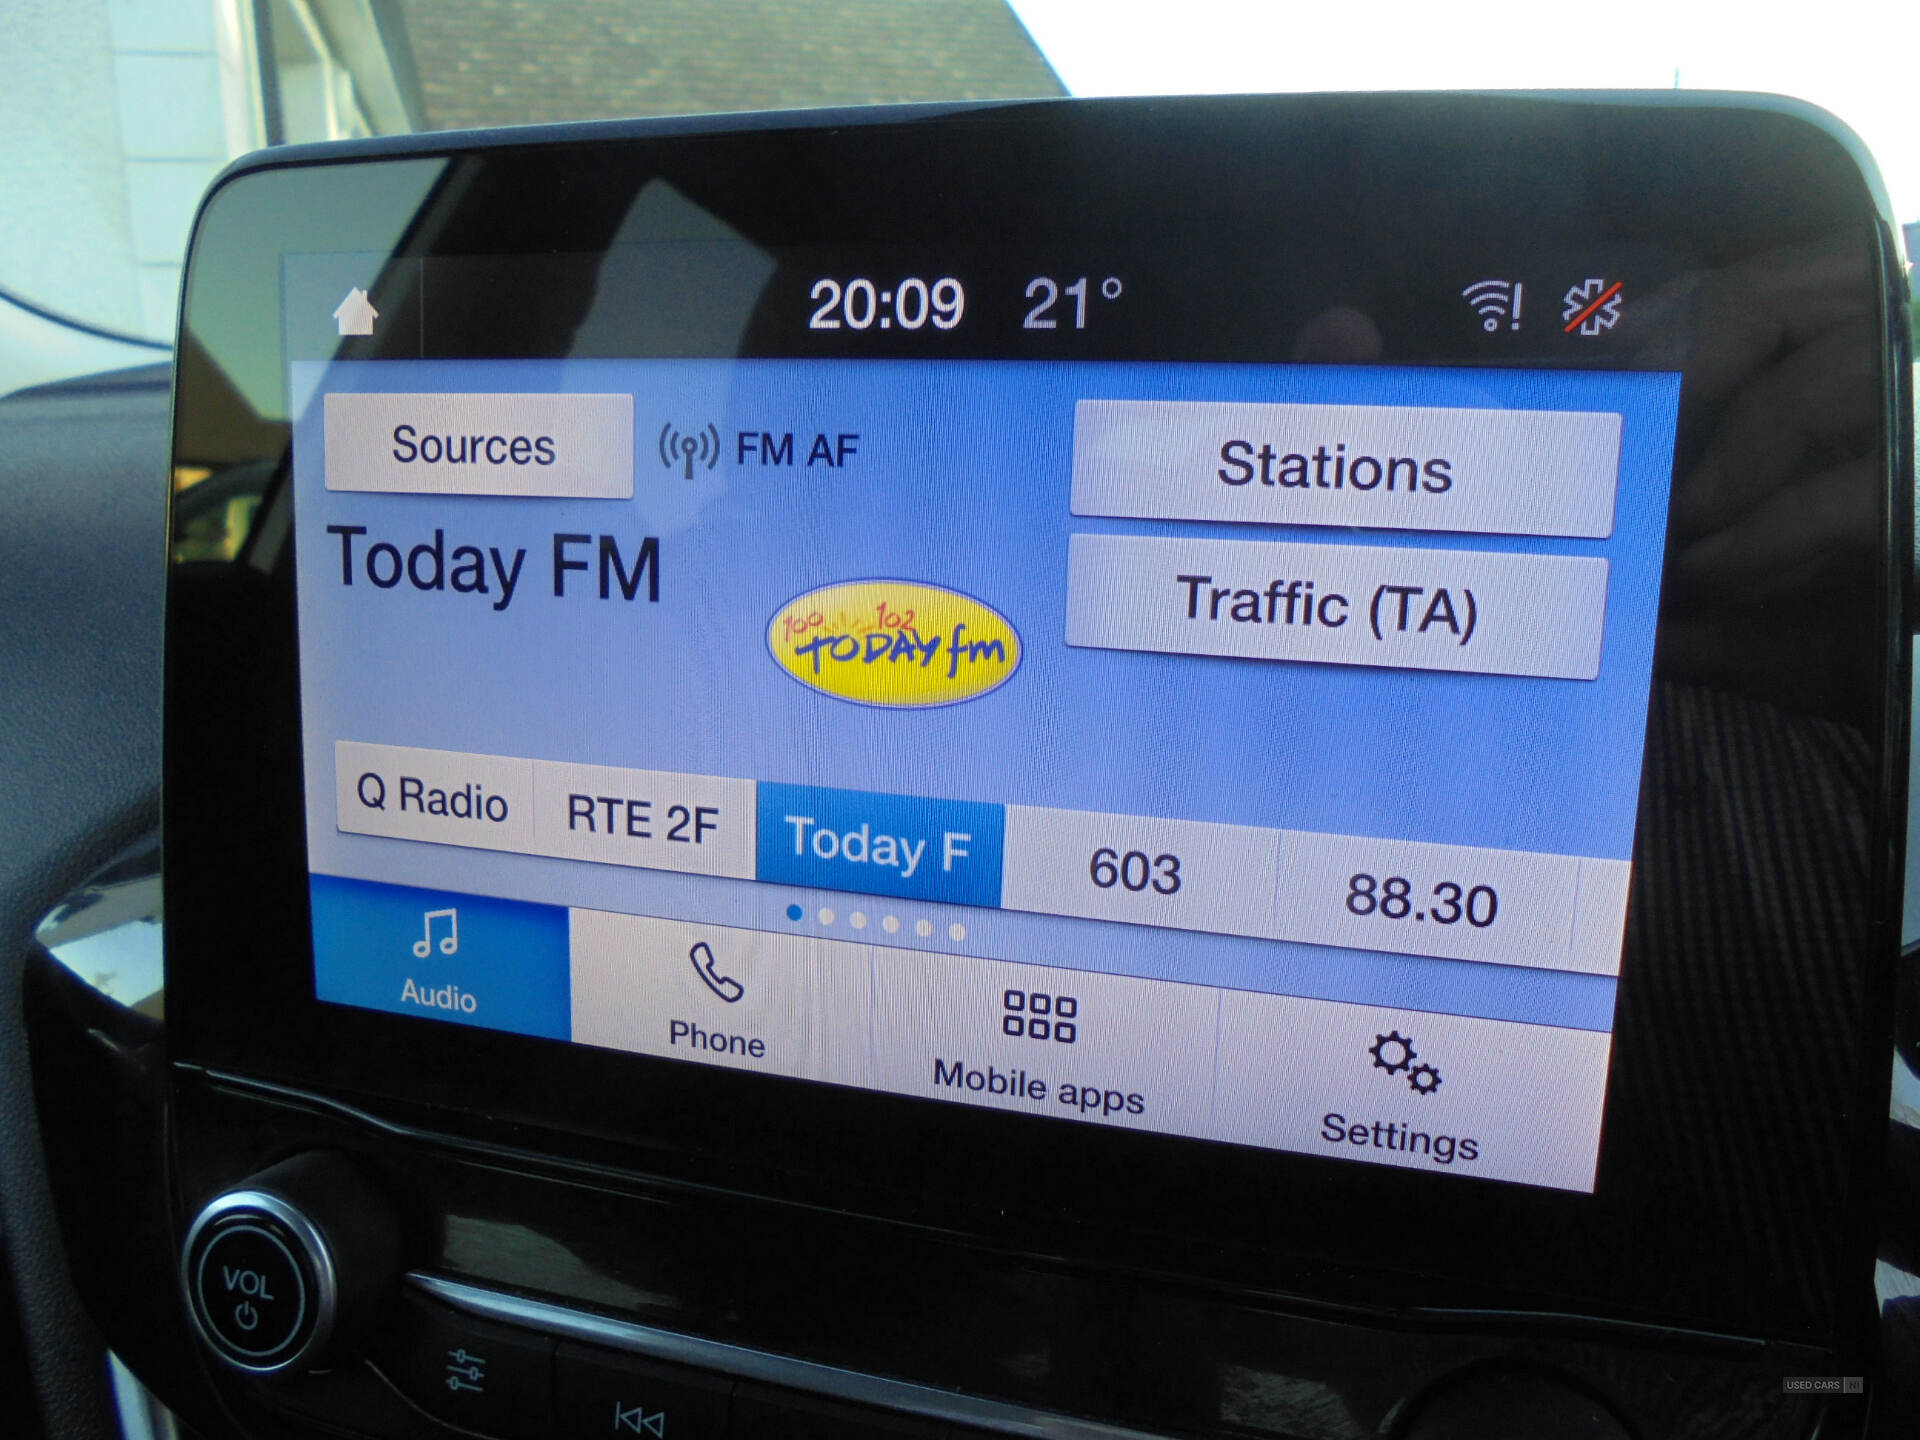 20:09 21°
Sources FM AF Stations
Today FM
Traffic (TA)
100 102
TODAY fm
Q Radio RTE 2F Today F 603 88.30
Audio Phone Mobile apps Settings
VOL
USED CARS NI